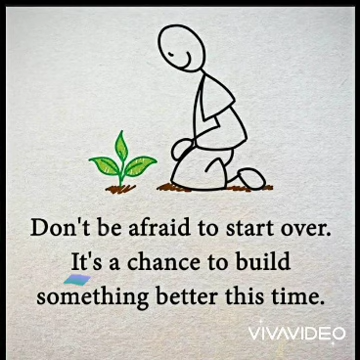 Don't be afraid to start over.
It's a chance to build
something better this time.
VIVAVIDEO